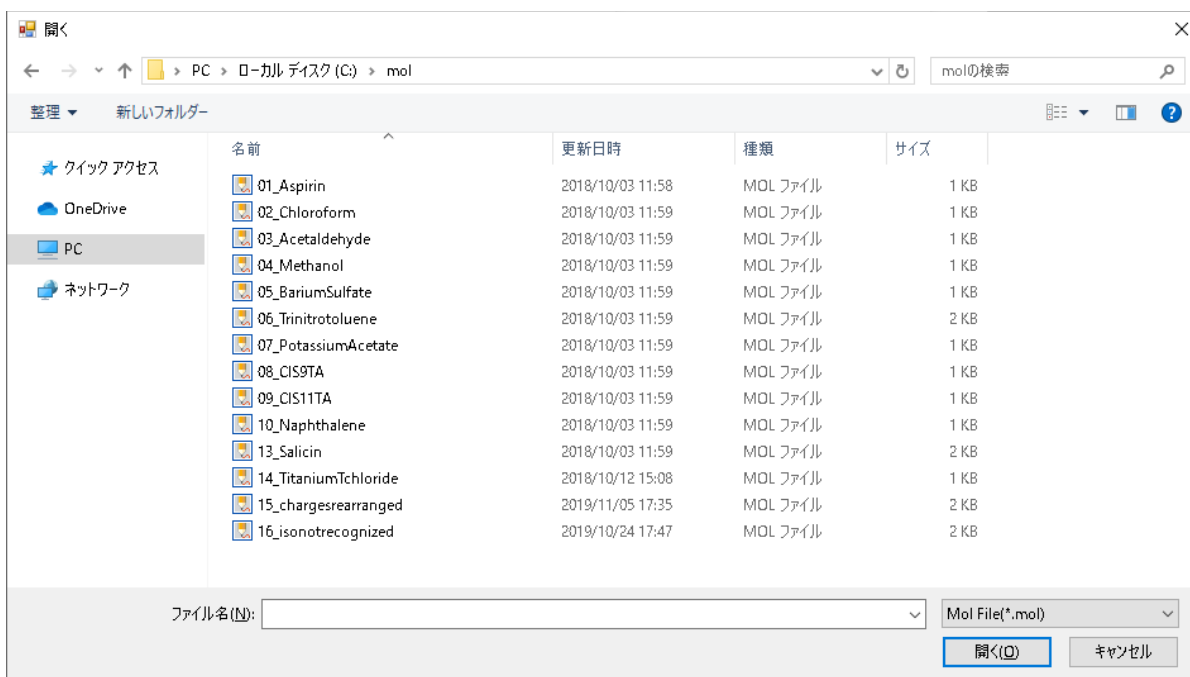 開く
PC > ローカル ディスク (C:) > mol
molの検索
整理 新しいフォルダー
クイック アクセス
OneDrive
PC
ネットワーク
名前 更新日時 種類 サイズ
01_Aspirin 2018/10/03 11:58 MOL ファイル 1 KB
02_Chloroform 2018/10/03 11:59 MOL ファイル 1 KB
03_Acetaldehyde 2018/10/03 11:59 MOL ファイル 1 KB
04_Methanol 2018/10/03 11:59 MOL ファイル 1 KB
05_BariumSulfate 2018/10/03 11:59 MOL ファイル 1 KB
06_Trinitrotoluene 2018/10/03 11:59 MOL ファイル 2 KB
07_PotassiumAcetate 2018/10/03 11:59 MOL ファイル 1 KB
08_CIS9TA 2018/10/03 11:59 MOL ファイル 1 KB
09_CIS11TA 2018/10/03 11:59 MOL ファイル 1 KB
10_Naphthalene 2018/10/03 11:59 MOL ファイル 1 KB
13_Salicin 2018/10/03 11:59 MOL ファイル 2 KB
14_TitaniumTchloride 2018/10/12 15:08 MOL ファイル 1 KB
15_chargesrearranged 2019/11/05 17:35 MOL ファイル 2 KB
16_isonotrecognized 2019/10/24 17:47 MOL ファイル 2 KB
ファイル名(N):
Mol File(*.mol)
開く(O) キャンセル